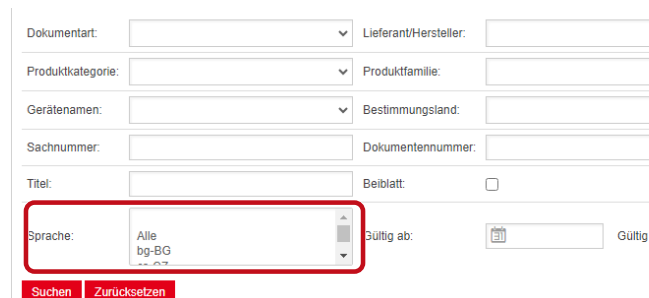 Dokumentart: Lieferant/Hersteller:
Produktkategorie: Produktfamilie:
Gerätenamen: Bestimmungsland:
Sachnummer: Dokumentennummer:
Titel: Beiblatt:
Sprache: Alle Gültig ab: 31 Gültig
bg-BG
Suchen Zurücksetzen